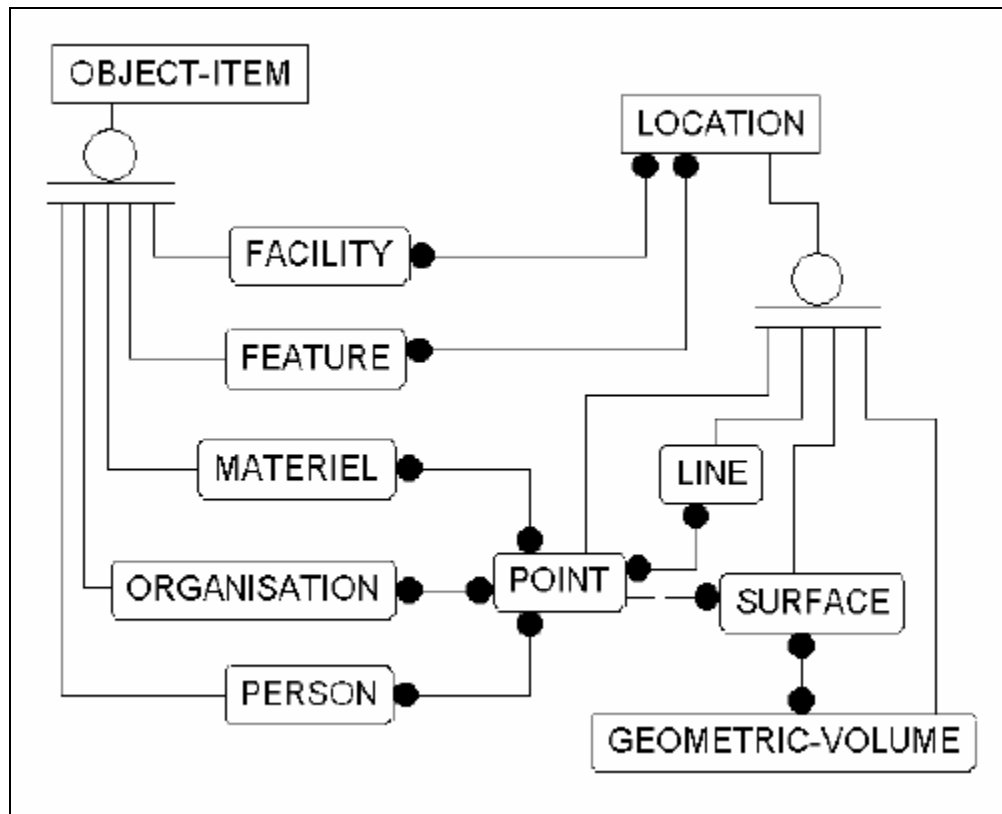 OBJECT-ITEM
LOCATION
FACILITY
FEATURE
MATERIEL
LINE
ORGANISATION
POINT
SURFACE
PERSON
GEOMETRIC-VOLUME